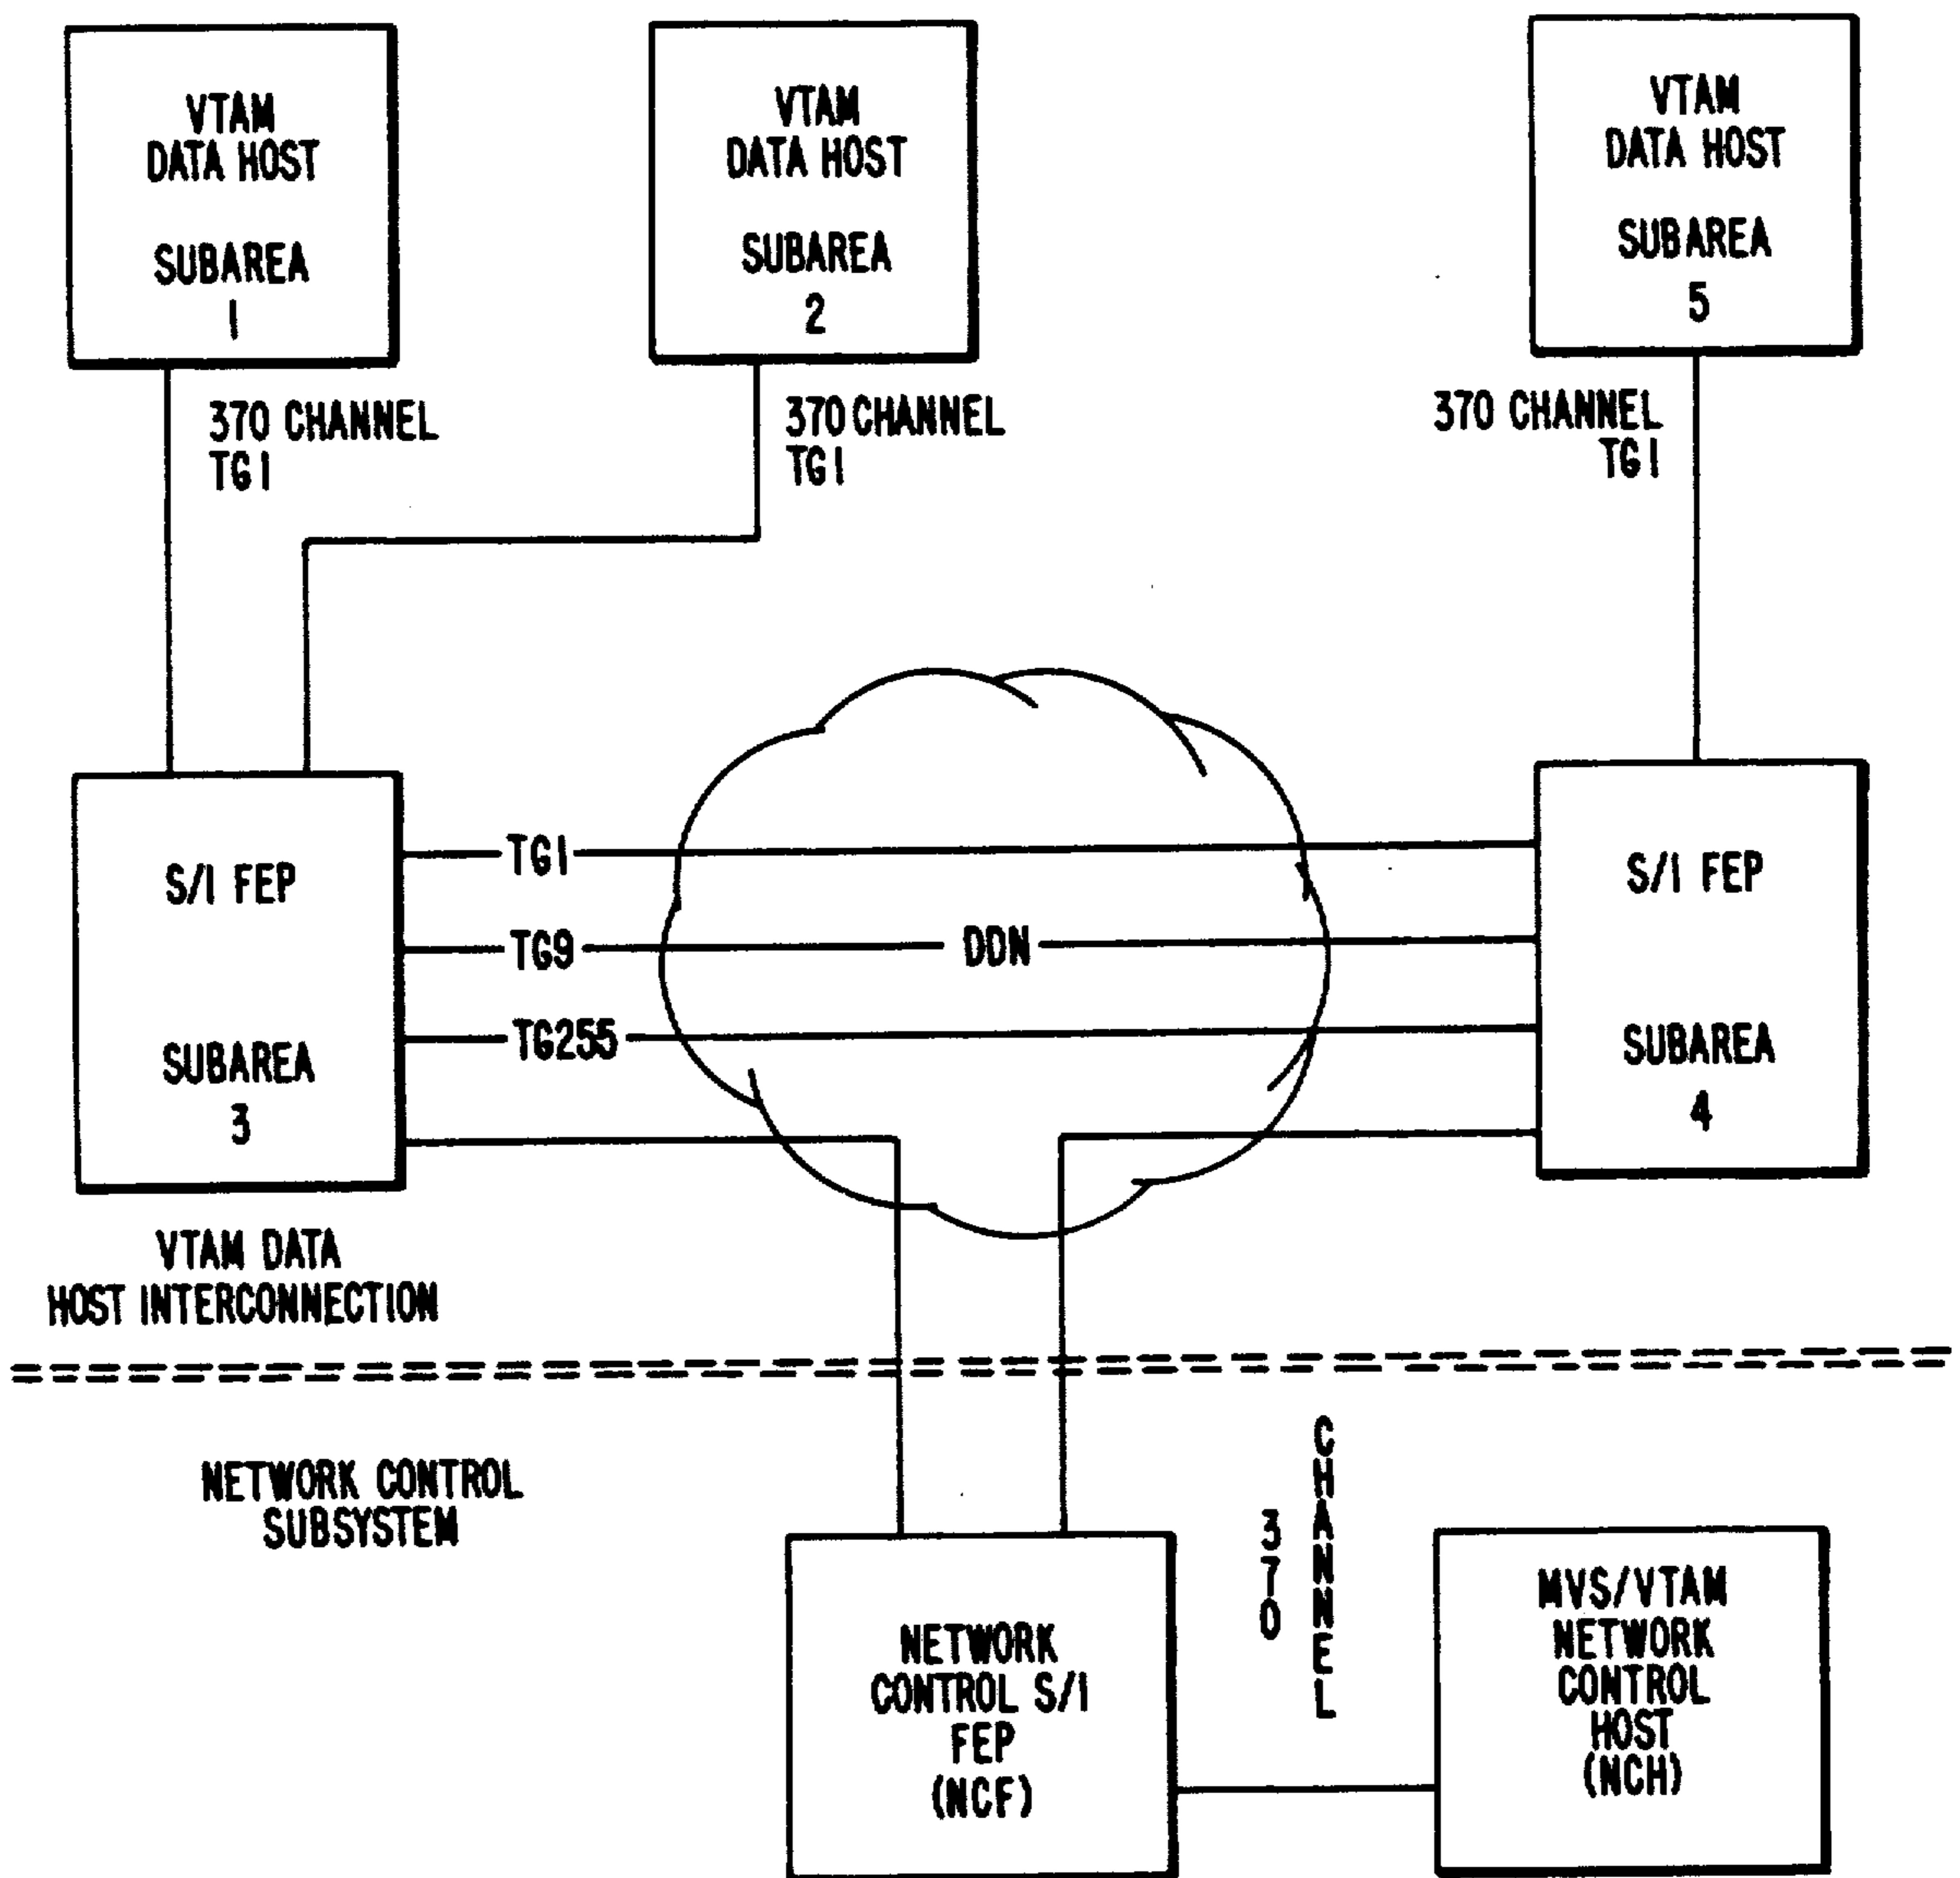 VTAM
DATA HOST
SUBAREA
1
VTAM
DATA HOST
SUBAREA
2
VTAM
DATA HOST
SUBAREA
5
370 CHANNEL
TG1
370 CHANNEL
TG1
370 CHANNEL
TG1
S/I FEP
SUBAREA
3
TG1
TG9
DDN
TG255
S/I FEP
SUBAREA
4
VTAM DATA
HOST INTERCONNECTION
NETWORK CONTROL
SUBSYSTEM
370
CHANNEL
NETWORK
CONTROL S/I
FEP
(NCF)
MVS/VTAM
NETWORK
CONTROL
HOST
(NCH)